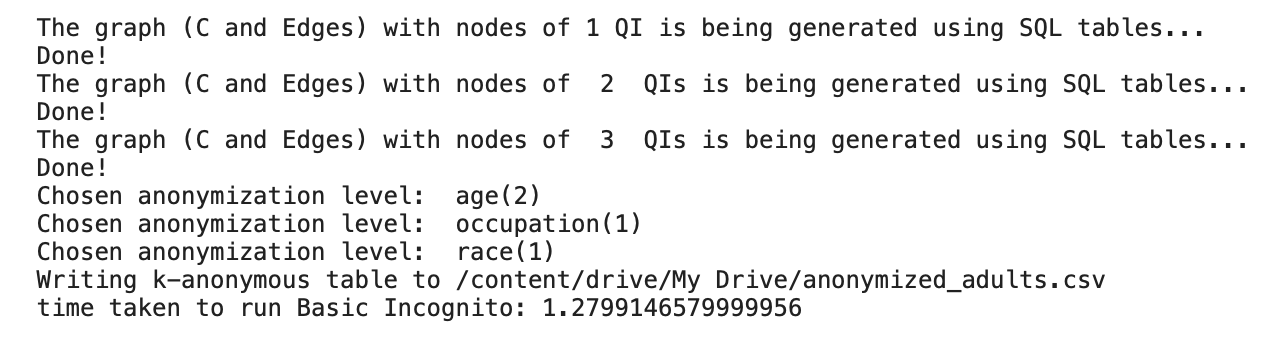 The graph (C and Edges) with nodes of 1 QI is being generated using SQL tables...
Done!
The graph (C and Edges) with nodes of  2  QIs is being generated using SQL tables...
Done!
The graph (C and Edges) with nodes of  3  QIs is being generated using SQL tables...
Done!
Chosen anonymization level:  age(2)
Chosen anonymization level:  occupation(1)
Chosen anonymization level:  race(1)
Writing k-anonymous table to /content/drive/My Drive/anonymized_adults.csv
time taken to run Basic Incognito: 1.2799146579999956